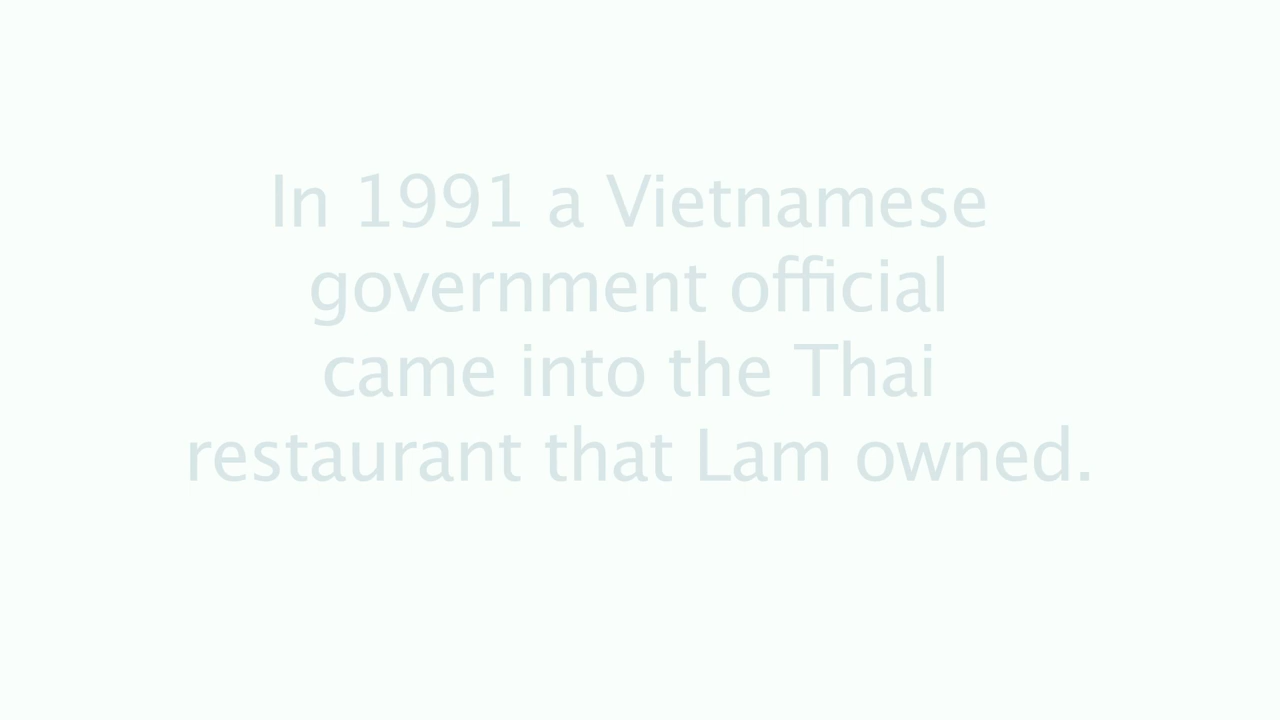 In 1991 a Vietnamese
government official
came into the Thai
restaurant that Lam owned.